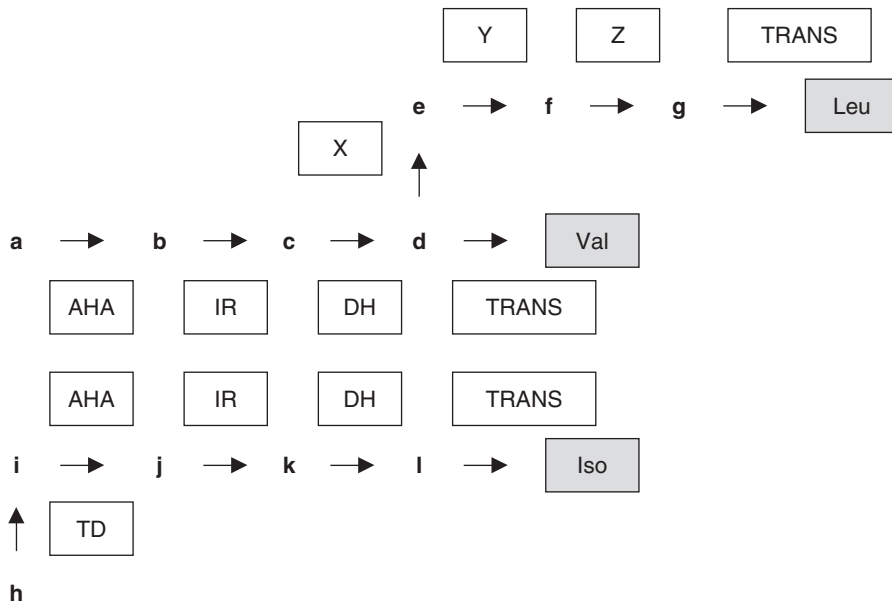 Y Z TRANS
e f g Leu
X
a b c d Val
AHA IR DH TRANS
AHA IR DH TRANS
i j k l Iso
TD
h